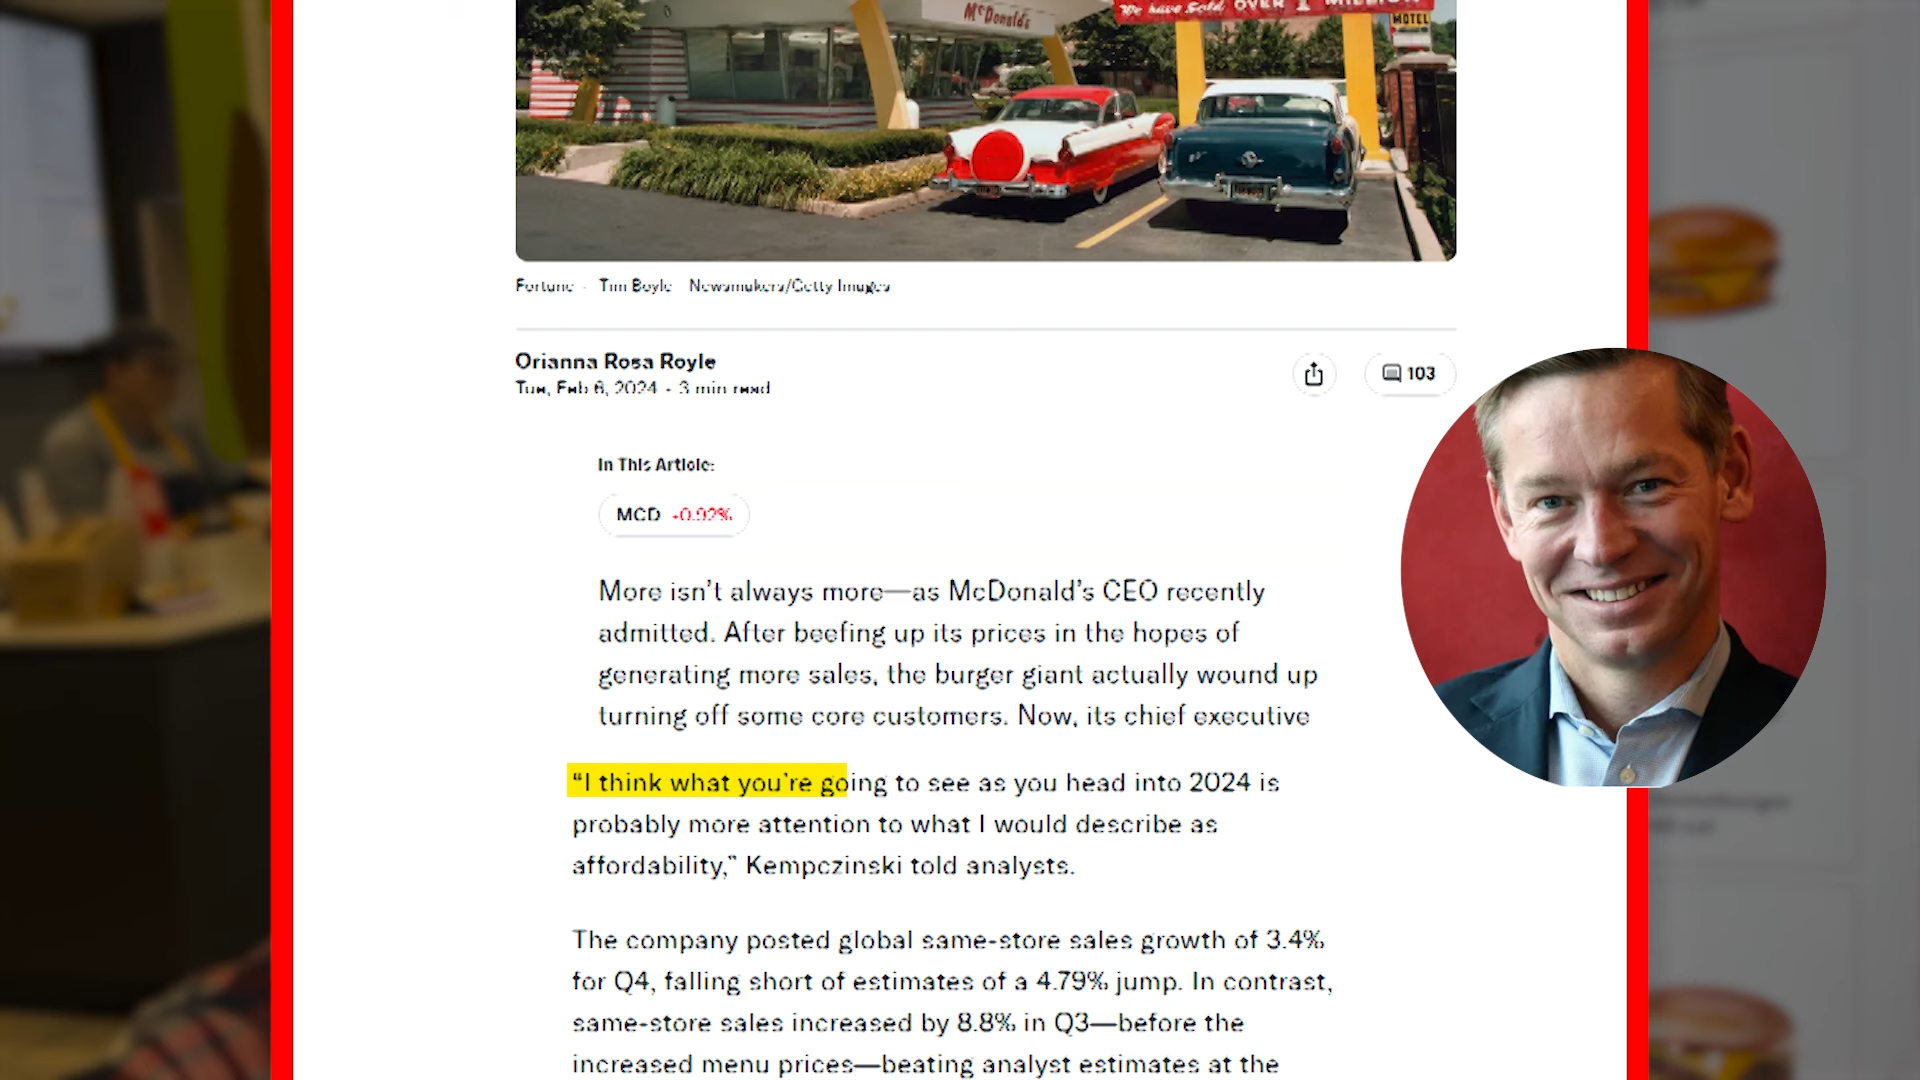 McDonald's
We have Sold OVER 1 MILLION
MOTEL
Fortune · Tim Boyle Newsmakers/Getty Images
Orianna Rosa Royle
Tue, Feb 6, 2024 · 3 min read
103
In This Article:
MCD -0.92%
More isn’t always more—as McDonald’s CEO recently
admitted. After beefing up its prices in the hopes of
generating more sales, the burger giant actually wound up
turning off some core customers. Now, its chief executive
“I think what you’re going to see as you head into 2024 is
probably more attention to what I would describe as
affordability,” Kempczinski told analysts.
The company posted global same-store sales growth of 3.4%
for Q4, falling short of estimates of a 4.79% jump. In contrast,
same-store sales increased by 8.8% in Q3—before the
increased menu prices—beating analyst estimates at the